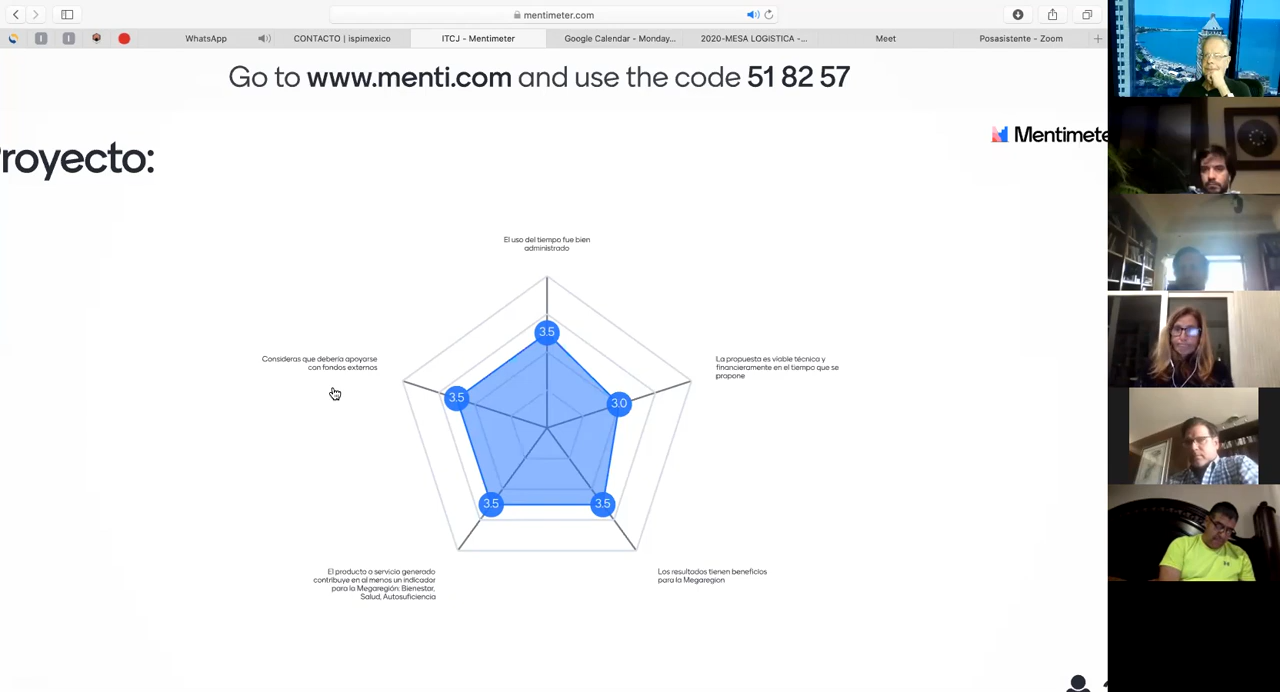 mentimeter.com
WhatsApp
CONTACTO | ispimexico
ITCJ - Mentimeter
Google Calendar - Monday...
2020-MESA LOGISTICA -...
Meet
Posasistente - Zoom
Go to www.menti.com and use the code 51 82 57
Mentimeter
royecto:
El uso del tiempo fue bien
administrado
3.5
Consideras que debería apoyarse
con fondos externos
La propuesta es viable técnica y
financieramente en el tiempo que se
propone
3.5
3.0
3.5
3.5
El producto o servicio generado
contribuye en al menos un indicador
para la Megaregión: Bienestar,
Salud, Autosuficiencia
Los resultados tienen beneficios
para la Megaregion